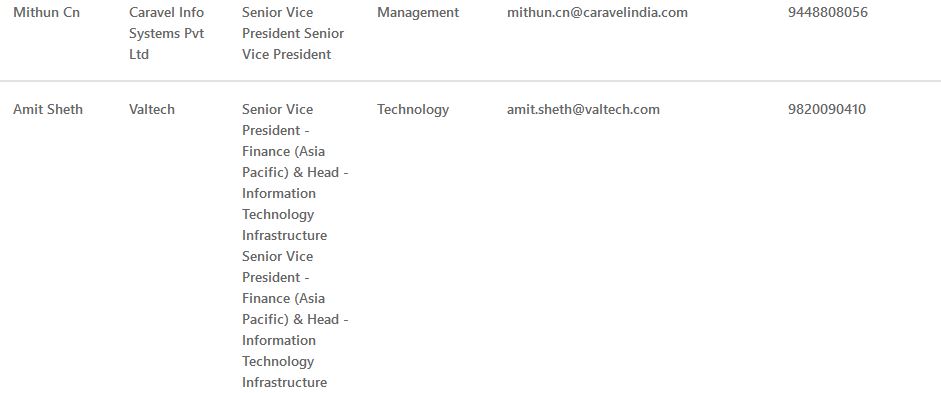 Mithun Cn Caravel Info Senior Vice Management mithun.cn@caravelindia.com 9448808056
Systems Pvt President Senior
Ltd Vice President
Amit Sheth Valtech Senior Vice Technology amit.sheth@valtech.com 9820090410
President -
Finance (Asia
Pacific) & Head -
Information
Technology
Infrastructure
Senior Vice
President -
Finance (Asia
Pacific) & Head -
Information
Technology
Infrastructure